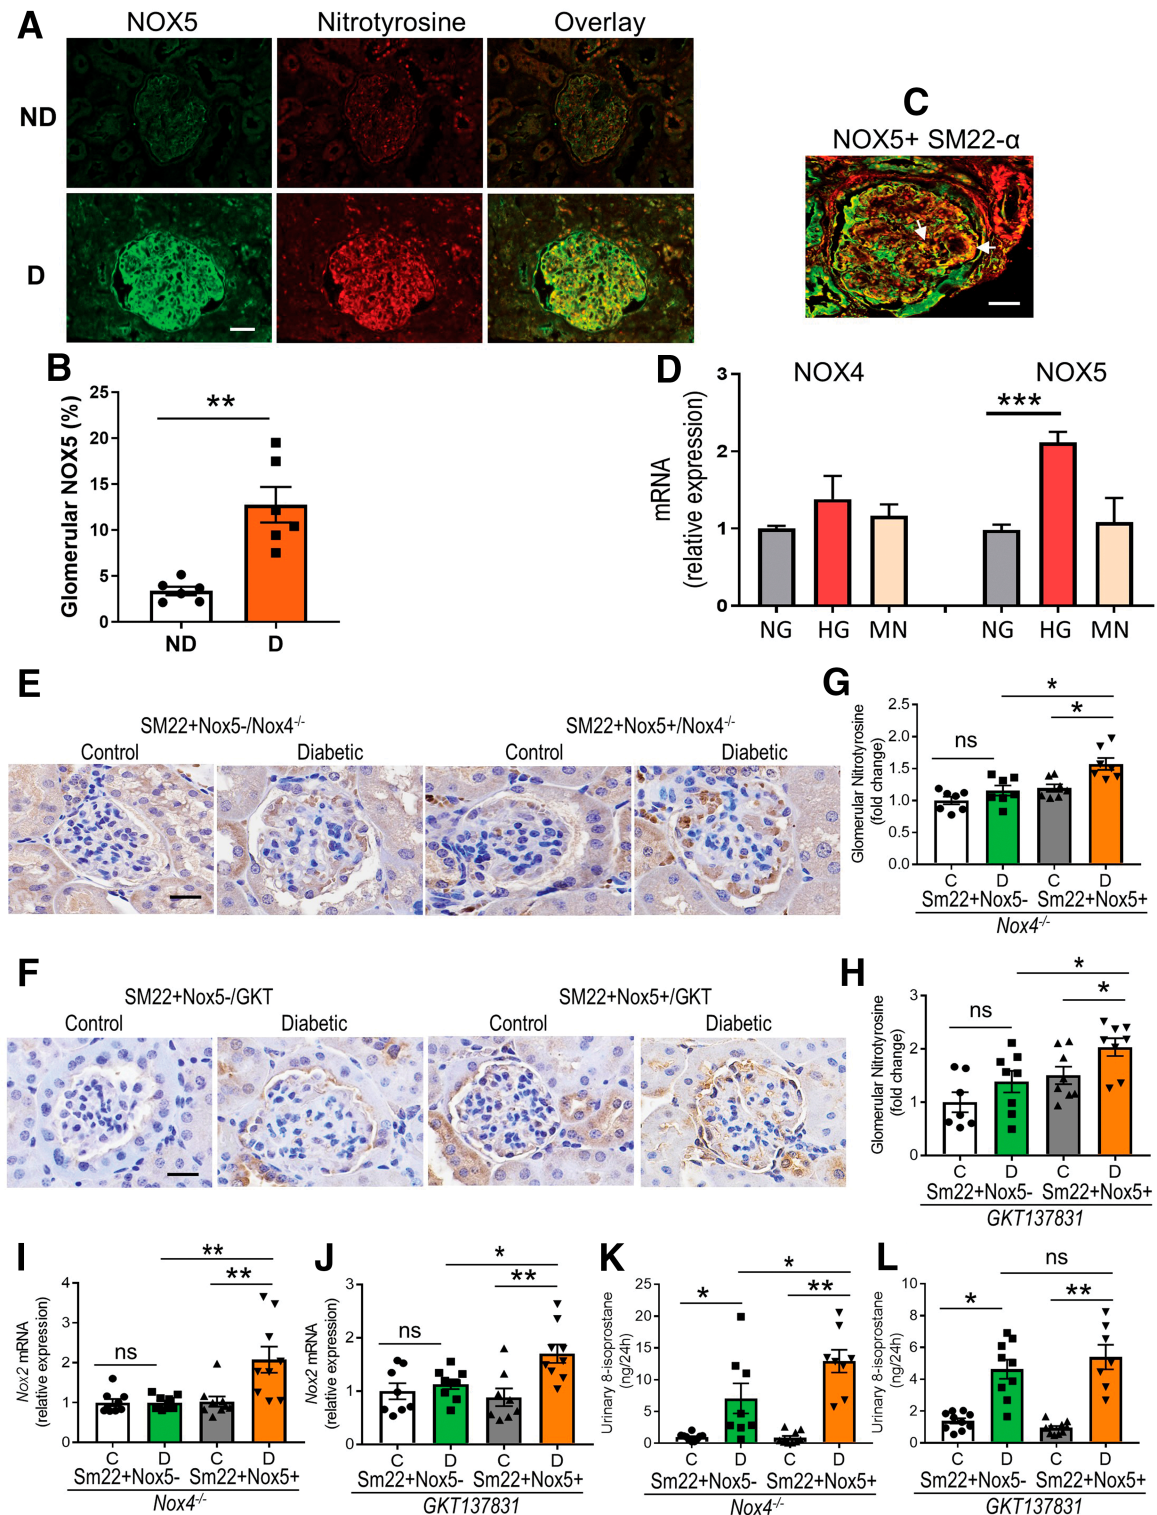 A
NOX5 Nitrotyrosine Overlay
ND
D
C
NOX5+ SM22-α
B
Glomerular NOX5 (%)
25
20
15
10
5
0
**
ND D
D
mRNA
(relative expression)
3
2
1
0
NOX4 NOX5
***
NG HG MN NG HG MN
E
SM22+Nox5-/Nox4-/- SM22+Nox5+/Nox4-/-
Control Diabetic Control Diabetic
G
Glomerular Nitrotyrosine
(fold change)
2.5
2.0
1.5
1.0
0.5
0.0
*
*
ns
C D C D
Sm22+Nox5- Sm22+Nox5+
Nox4-/-
F
SM22+Nox5-/GKT SM22+Nox5+/GKT
Control Diabetic Control Diabetic
H
Glomerular Nitrotyrosine
(fold change)
3
2
1
0
*
*
ns
C D C D
Sm22+Nox5- Sm22+Nox5+
GKT137831
I
Nox2 mRNA
(relative expression)
4
3
2
1
0
**
**
ns
C D C D
Sm22+Nox5- Sm22+Nox5+
Nox4-/-
J
Nox2 mRNA
(relative expression)
3
2
1
0
*
**
ns
C D C D
Sm22+Nox5- Sm22+Nox5+
GKT137831
K
Urinary 8-isoprostane
(ng/24h)
25
20
15
10
5
0
*
**
*
C D C D
Sm22+Nox5- Sm22+Nox5+
Nox4-/-
L
Urinary 8-isoprostane
(ng/24h)
10
8
6
4
2
0
ns
**
*
C D C D
Sm22+Nox5- Sm22+Nox5+
GKT137831